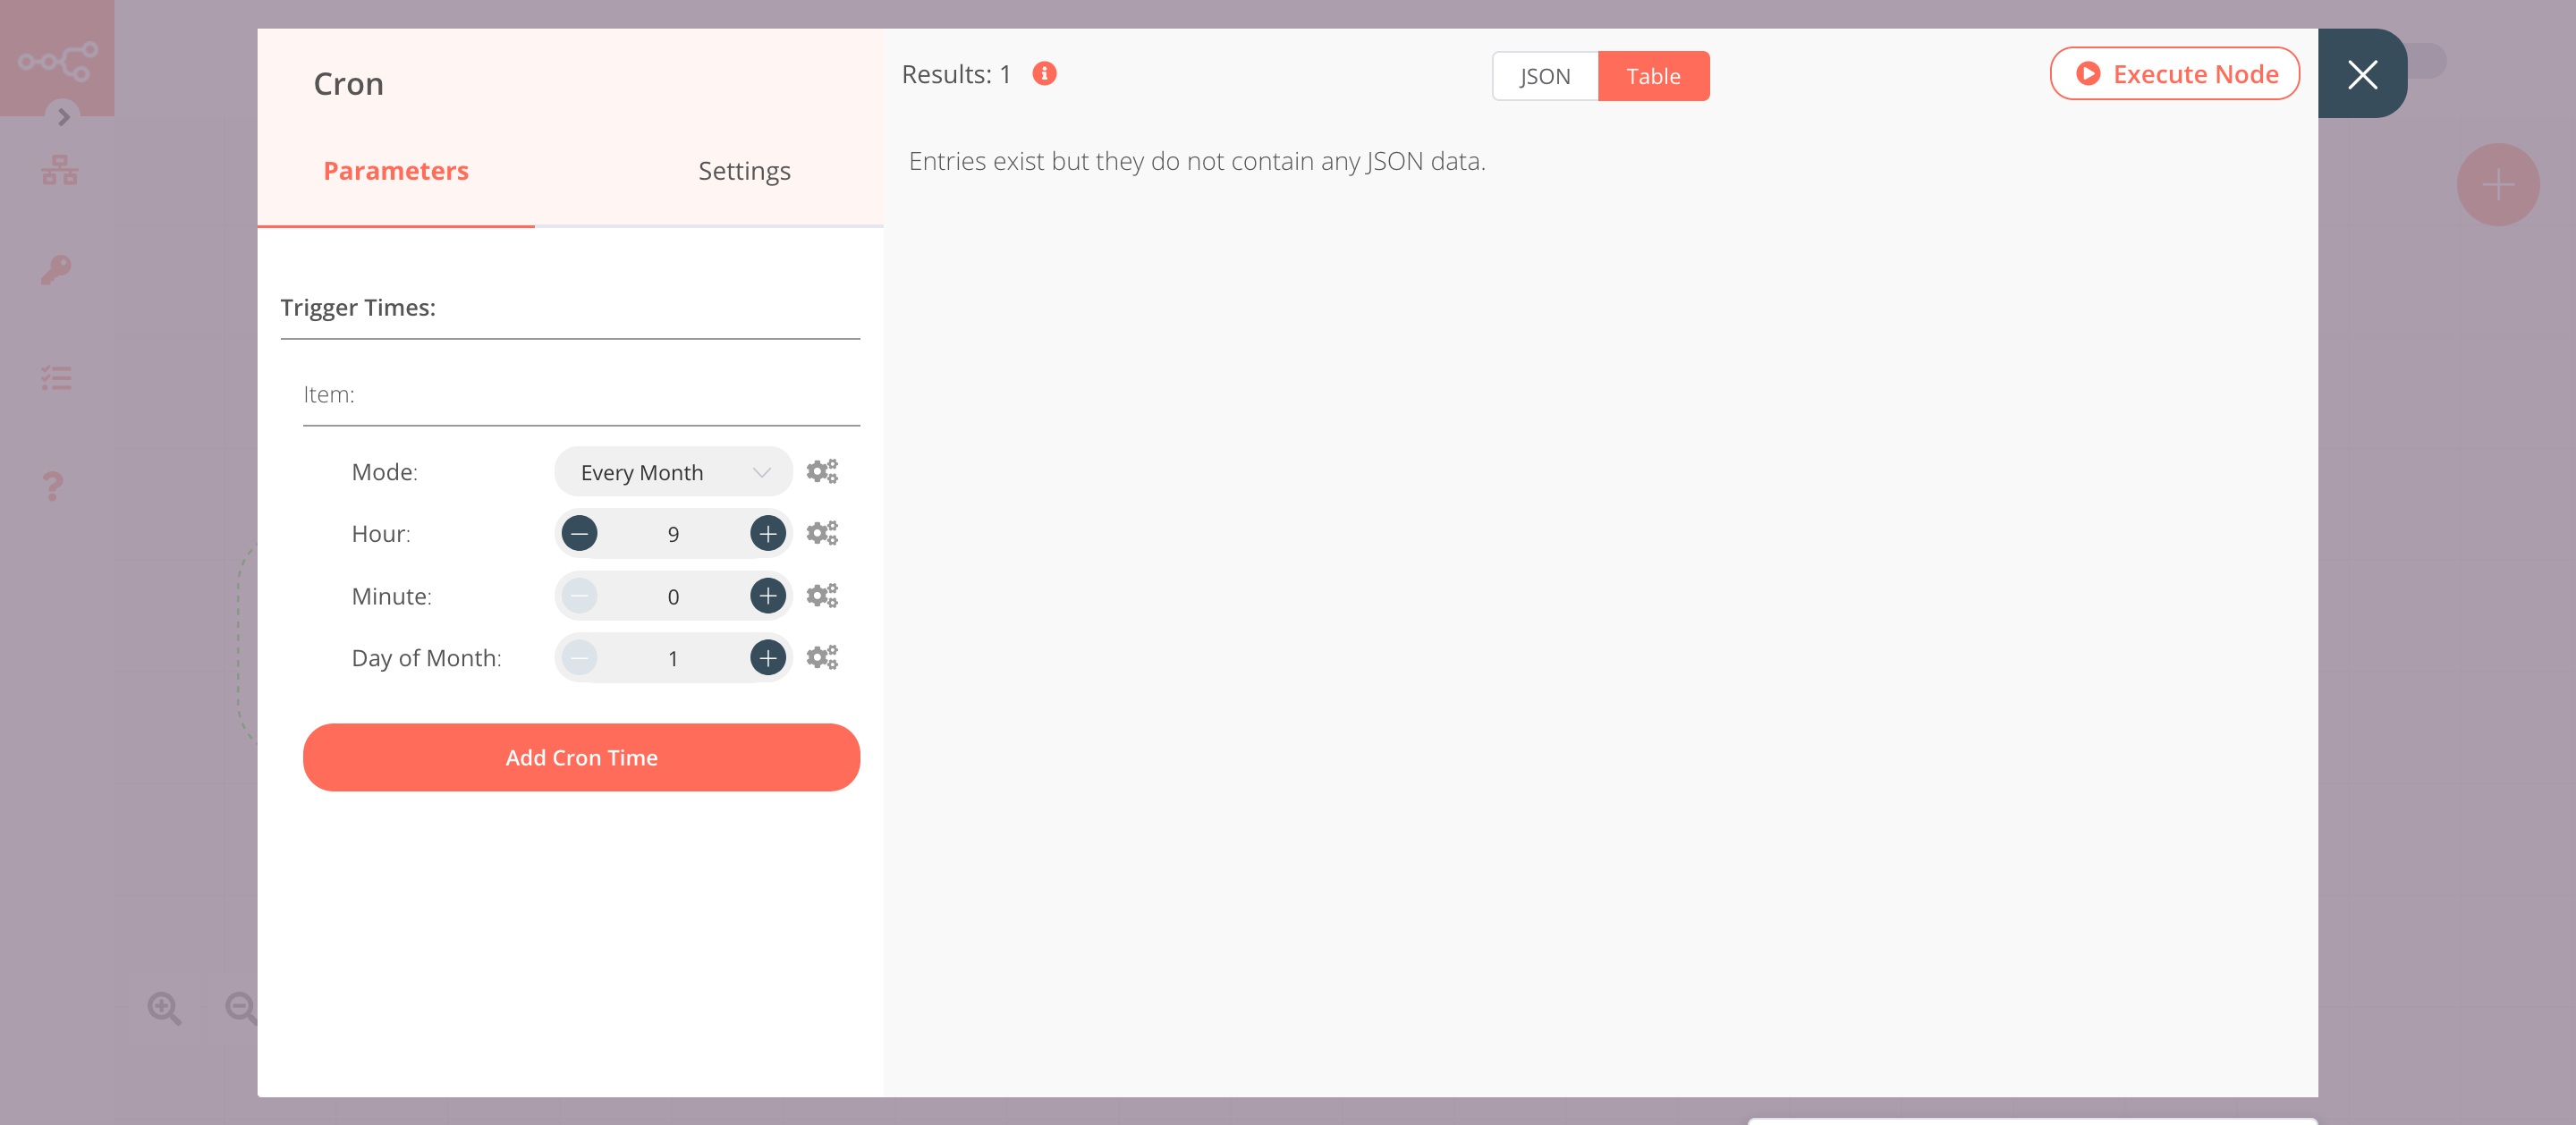 Cron
Parameters
Settings
Trigger Times:
Item:
Mode:
Every Month
Hour:
9
Minute:
0
Day of Month:
1
Add Cron Time
Results: 1
JSON
Table
Execute Node
Entries exist but they do not contain any JSON data.